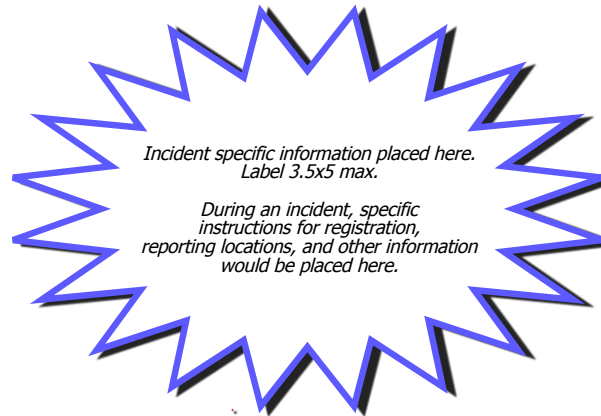 Incident specific information placed here.
Label 3.5x5 max.
During an incident, specific
instructions for registration,
reporting locations, and other information
would be placed here.